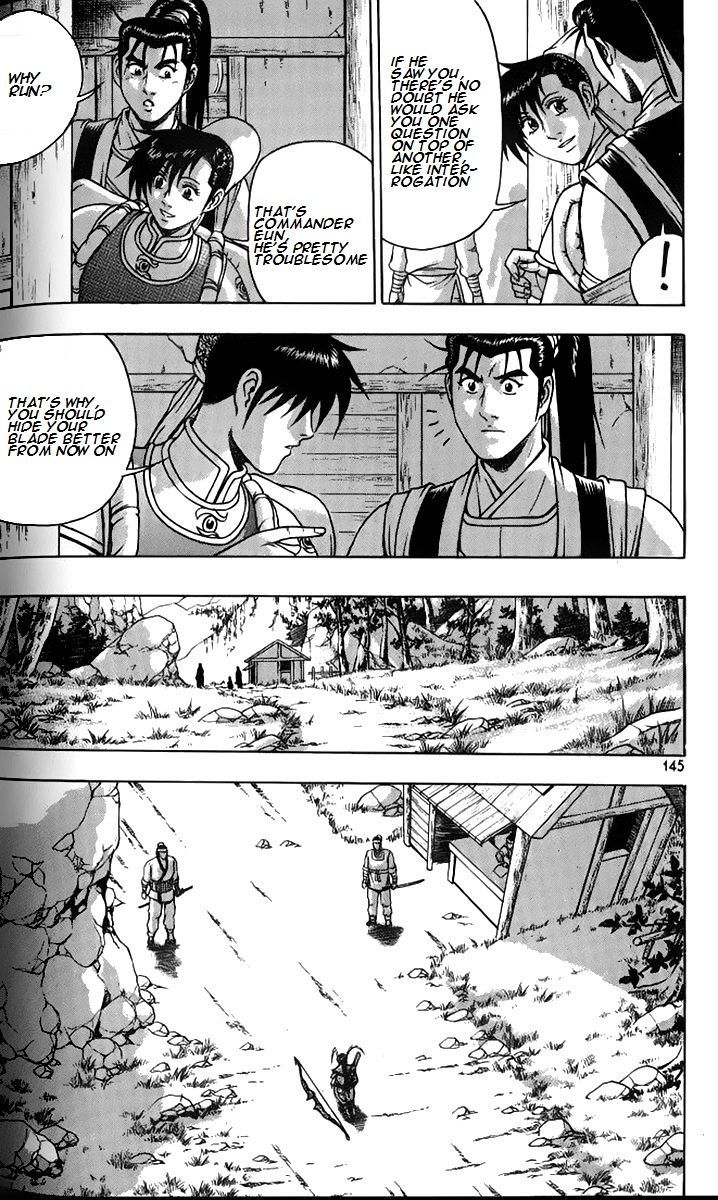 WHY
RUN?
THAT'S
COMMANDER
EUN,
HE'S PRETTY
TROUBLESOME
IF HE
SAW YOU,
THERE'S NO
DOUBT HE
WOULD ASK
YOU ONE
QUESTION
ON TOP OF
ANOTHER,
LIKE INTER-
ROGATION
!
THAT'S WHY,
YOU SHOULD
HIDE YOUR
BLADE BETTER
FROM NOW ON
145